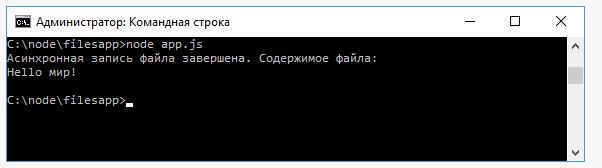 Администратор: Командная строка
C:\node\filesapp>node app.js
Асинхронная запись файла завершена. Содержимое файла:
Hello мир!
C:\node\filesapp>